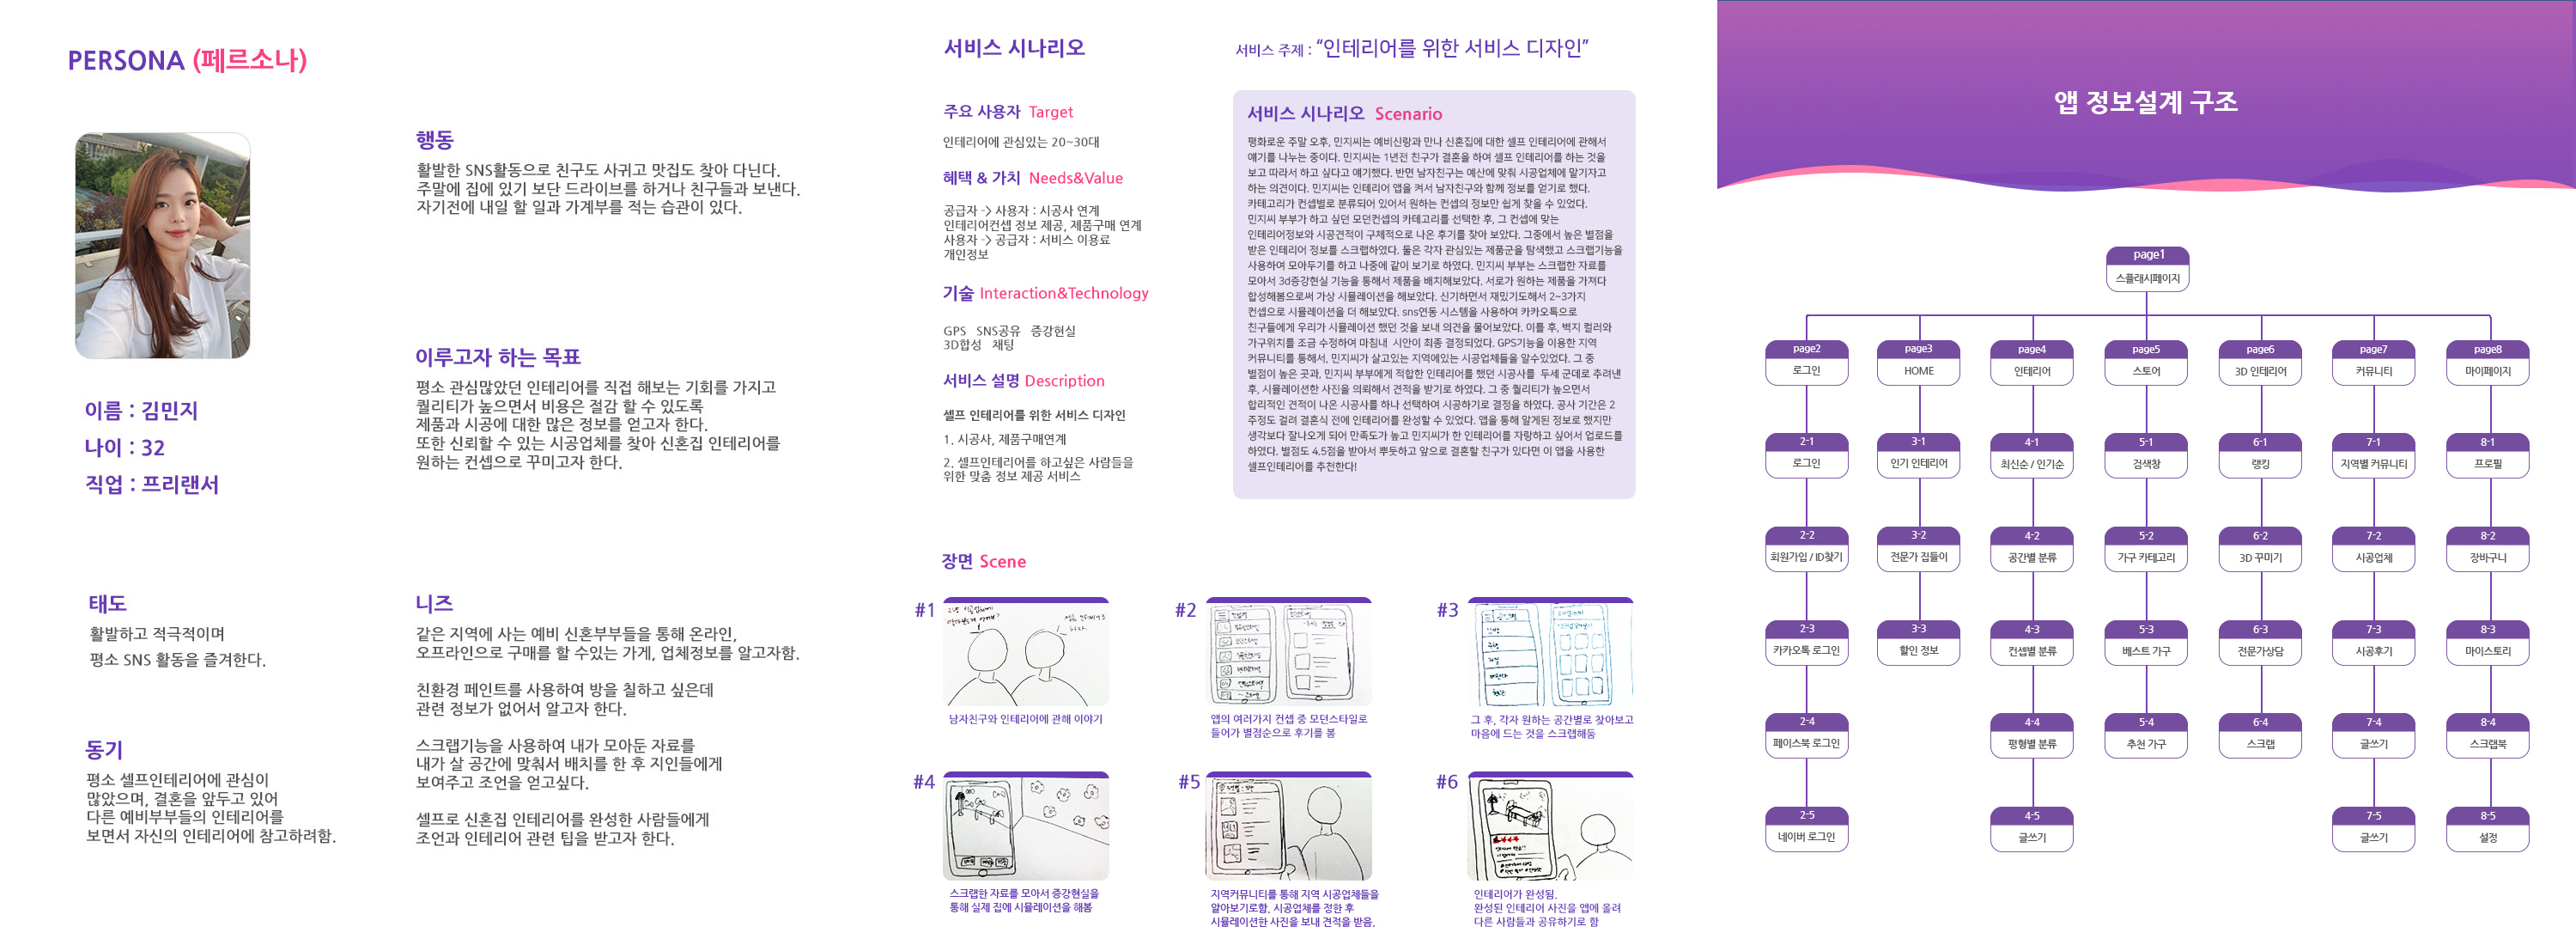 PERSONA (페르소나)
이름 : 김민지
나이 : 32
직업 : 프리랜서
태도
활발하고 적극적이며
평소 SNS 활동을 즐겨한다.
동기
평소 셀프인테리어에 관심이
많았으며, 결혼을 앞두고 있어
다른 예비부부들의 인테리어를
보면서 자신의 인테리어에 참고하려함.
행동
활발한 SNS활동으로 친구도 사귀고 맛집도 찾아 다닌다.
주말에 집에 있기 보단 드라이브를 하거나 친구들과 보낸다.
자기전에 내일 할 일과 가계부를 적는 습관이 있다.
이루고자 하는 목표
평소 관심많았던 인테리어를 직접 해보는 기회를 가지고
퀄리티가 높으면서 비용은 절감 할 수 있도록
제품과 시공에 대한 많은 정보를 얻고자 한다.
또한 신뢰할 수 있는 시공업체를 찾아 신혼집 인테리어를
원하는 컨셉으로 꾸미고자 한다.
니즈
같은 지역에 사는 예비 신혼부부들을 통해 온라인,
오프라인으로 구매를 할 수있는 가게, 업체정보를 알고자함.
친환경 페인트를 사용하여 방을 칠하고 싶은데
관련 정보가 없어서 알고자 한다.
스크랩기능을 사용하여 내가 모아둔 자료를
내가 살 공간에 맞춰서 배치를 한 후 지인들에게
보여주고 조언을 얻고싶다.
셀프로 신혼집 인테리어를 완성한 사람들에게
조언과 인테리어 관련 팁을 받고자 한다.
서비스 시나리오
서비스 주제 : “인테리어를 위한 서비스 디자인”
주요 사용자 Target
인테리어에 관심있는 20~30대
혜택 & 가치 Needs&Value
공급자 -> 사용자 : 시공사 연계
인테리어컨셉 정보 제공, 제품구매 연계
사용자 -> 공급자 : 서비스 이용료
개인정보
기술 Interaction&Technology
GPS SNS공유 증강현실
3D합성 채팅
서비스 설명 Description
셀프 인테리어를 위한 서비스 디자인
1. 시공사, 제품구매연계
2. 셀프인테리어를 하고싶은 사람들을
위한 맞춤 정보 제공 서비스
서비스 시나리오 Scenario
평화로운 주말 오후, 민지씨는 예비신랑과 만나 신혼집에 대한 셀프 인테리어에 관해서
얘기를 나누는 중이다. 민지씨는 1년전 친구가 결혼을 하여 셀프 인테리어를 하는 것을
보고 따라서 하고 싶다고 얘기했다. 반면 남자친구는 예산에 맞춰 시공업체에 맡기자고
하는 의견이다. 민지씨는 인테리어 앱을 켜서 남자친구와 함께 정보를 얻기로 했다.
카테고리가 컨셉별로 분류되어 있어서 원하는 컨셉의 정보만 쉽게 찾을 수 있었다.
민지씨 부부가 하고 싶던 모던컨셉의 카테고리를 선택한 후, 그 컨셉에 맞는
인테리어정보와 시공견적이 구체적으로 나온 후기를 찾아 보았다. 그중에서 높은 별점을
받은 인테리어 정보를 스크랩하였다. 둘은 각자 관심있는 제품군을 탐색했고 스크랩기능을
사용하여 모아두기를 하고 나중에 같이 보기로 하였다. 민지씨 부부는 스크랩한 자료를
모아서 3d증강현실 기능을 통해서 제품을 배치해보았다. 서로가 원하는 제품을 가져다
합성해봄으로써 가상 시뮬레이션을 해보았다. 신기하면서 재밌기도해서 2~3가지
컨셉으로 시뮬레이션을 더 해보았다. sns연동 시스템을 사용하여 카카오톡으로
친구들에게 우리가 시뮬레이션 했던 것을 보내 의견을 물어보았다. 이틀 후, 벽지 컬러와
가구위치를 조금 수정하여 마침내 시안이 최종 결정되었다. GPS기능을 이용한 지역
커뮤니티를 통해서, 민지씨가 살고있는 지역에있는 시공업체들을 알수있었다. 그 중
별점이 높은 곳과, 민지씨 부부에게 적합한 인테리어를 했던 시공사를 두세 군데로 추려낸
후, 시뮬레이션한 사진을 의뢰해서 견적을 받기로 하였다. 그 중 퀄리티가 높으면서
합리적인 견적이 나온 시공사를 하나 선택하여 시공하기로 결정을 하였다. 공사 기간은 2
주정도 걸려 결혼식 전에 인테리어를 완성할 수 있었다. 앱을 통해 알게된 정보로 했지만
생각보다 잘나오게 되어 만족도가 높고 민지씨가 한 인테리어를 자랑하고 싶어서 업로드를
하였다. 별점도 4.5점을 받아서 뿌듯하고 앞으로 결혼할 친구가 있다면 이 앱을 사용한
셀프인테리어를 추천한다!
장면 Scene
#1
남자친구와 인테리어에 관해 이야기
#2
앱의 여러가지 컨셉 중 모던스타일로
들어가 별점순으로 후기를 봄
#3
그 후, 각자 원하는 공간별로 찾아보고
마음에 드는 것을 스크랩해둠
#4
스크랩한 자료를 모아서 증강현실을
통해 실제 집에 시뮬레이션을 해봄
#5
지역커뮤니티를 통해 지역 시공업체들을
알아보기로함. 시공업체를 정한 후
시뮬레이션한 사진을 보내 견적을 받음.
#6
인테리어가 완성됨.
완성된 인테리어 사진을 앱에 올려
다른 사람들과 공유하기로 함
앱 정보설계 구조
page1
스플래시페이지
page2
로그인
2-1
로그인
2-2
회원가입 / ID찾기
2-3
카카오톡 로그인
2-4
페이스북 로그인
2-5
네이버 로그인
page3
HOME
3-1
인기 인테리어
3-2
전문가 집들이
3-3
할인 정보
page4
인테리어
4-1
최신순 / 인기순
4-2
공간별 분류
4-3
컨셉별 분류
4-4
평형별 분류
4-5
글쓰기
page5
스토어
5-1
검색창
5-2
가구 카테고리
5-3
베스트 가구
5-4
추천 가구
page6
3D 인테리어
6-1
랭킹
6-2
3D 꾸미기
6-3
전문가상담
6-4
스크랩
page7
커뮤니티
7-1
지역별 커뮤니티
7-2
시공업체
7-3
시공후기
7-4
글쓰기
7-5
글쓰기
page8
마이페이지
8-1
프로필
8-2
장바구니
8-3
마이스토리
8-4
스크랩북
8-5
설정